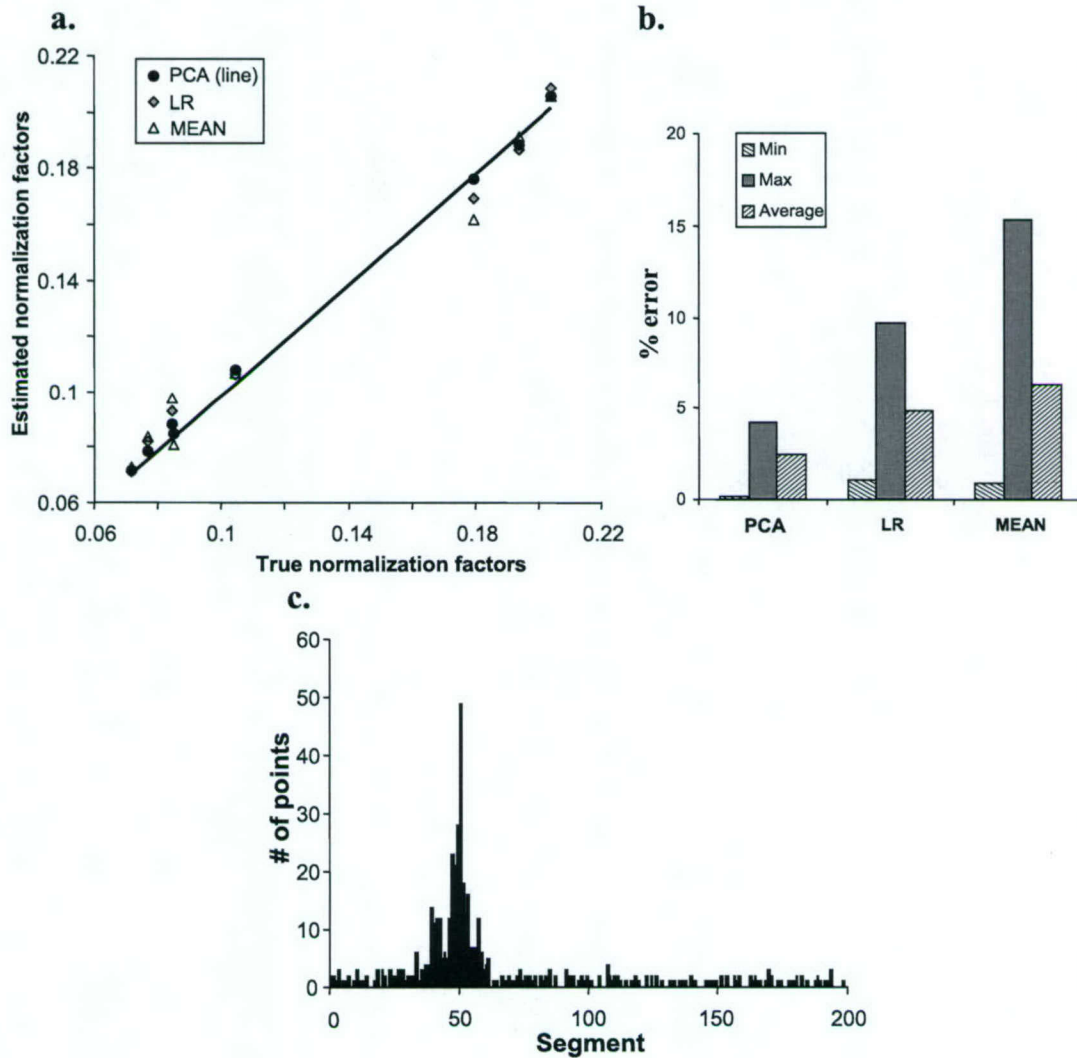 a.
Estimated normalization factors
0.22
0.18
0.14
0.1
0.06
PCA (line)
LR
MEAN
0.06 0.1 0.14 0.18 0.22
True normalization factors
b.
% error
20
15
10
5
0
Min
Max
Average
PCA LR MEAN
c.
# of points
60
50
40
30
20
10
0
0 50 100 150 200
Segment